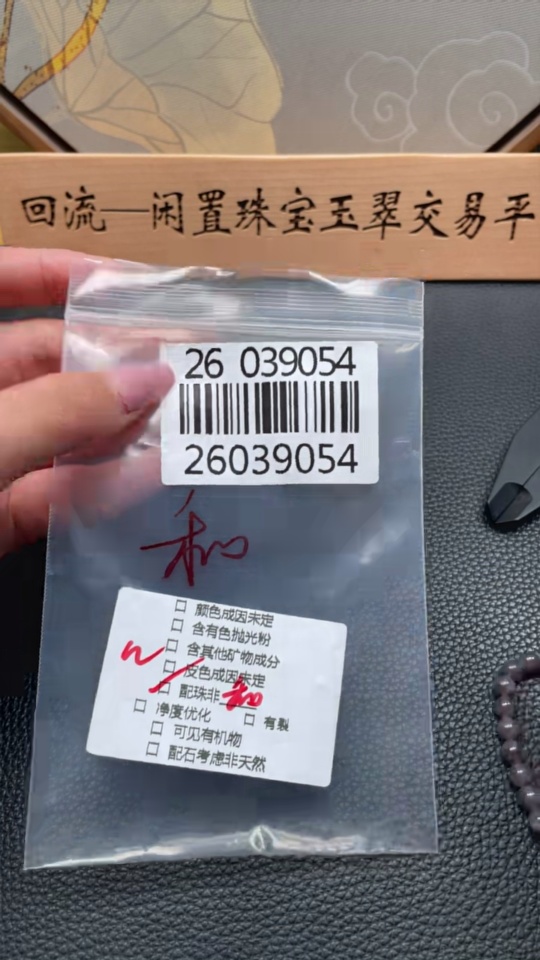 回流—闲置珠宝玉翠交易平
26 039054
26039054
和
□ 颜色成因未定
□ 含有色抛光粉
□ 含其他矿物成分
□ 皮色成因未定
□ 配珠非 和
□ 净度优化 □ 有裂
□ 可见有机物
□ 配石考虑非天然